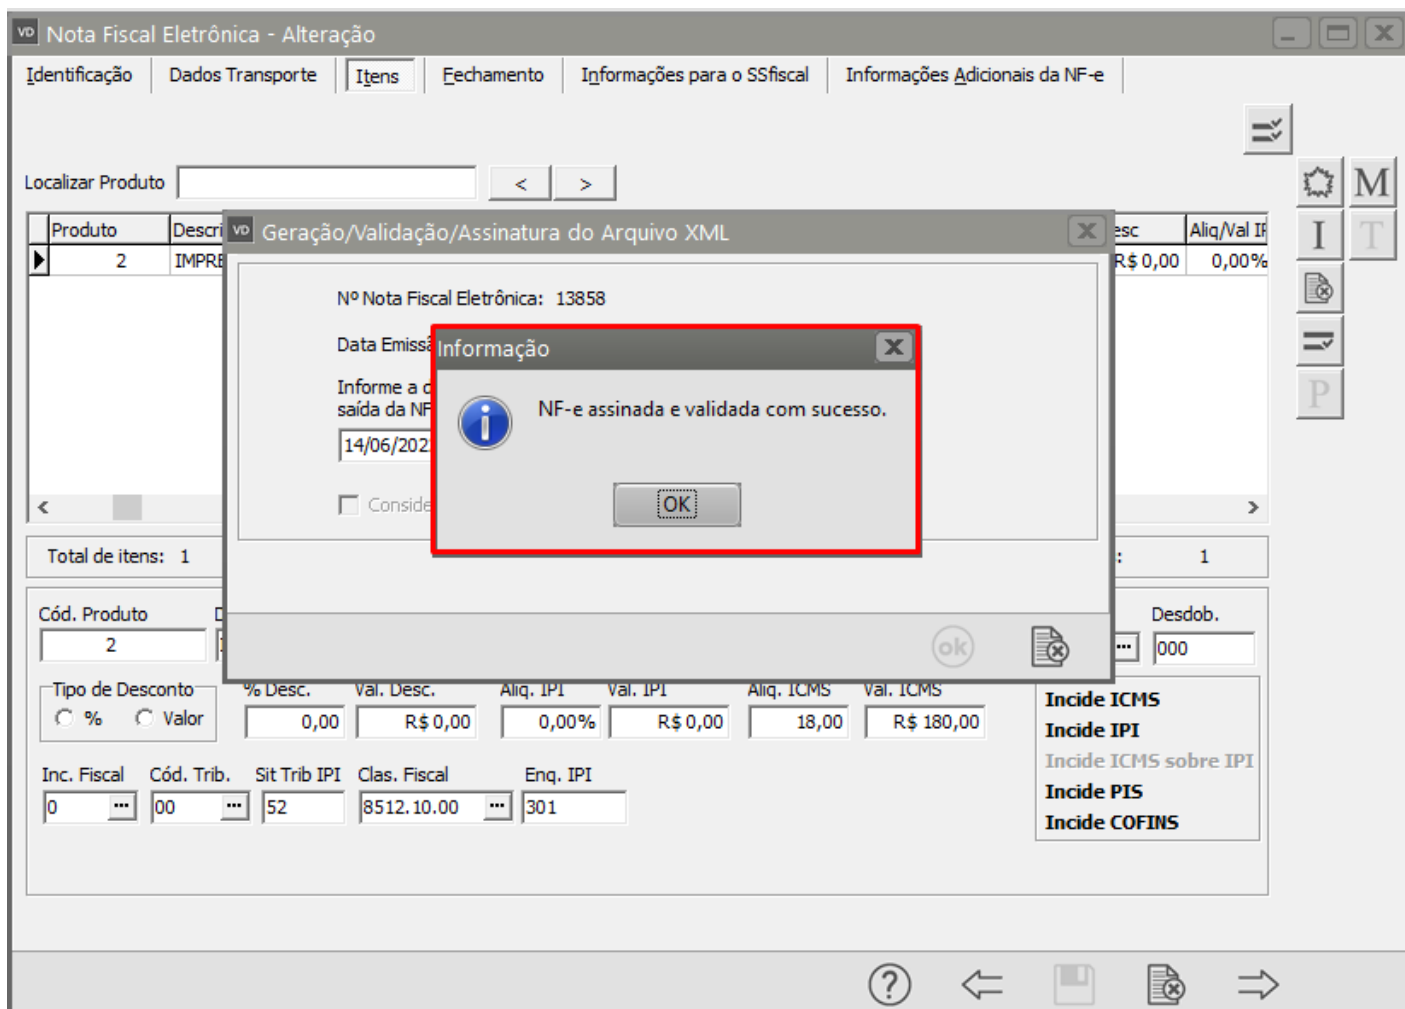 VD Nota Fiscal Eletrônica - Alteração
Identificação Dados Transporte Itens Fechamento Informações para o SSfiscal Informações Adicionais da NF-e
Localizar Produto < >
M
Produto Descri esc Aliq/Val IP
2 IMPRE R$ 0,00 0,00%
I T
P
VD Geração/Validação/Assinatura do Arquivo XML
Nº Nota Fiscal Eletrônica: 13858
Data Emissã
Informe a d
saída da NF
14/06/202
Conside
Informação
NF-e assinada e validada com sucesso.
OK
Total de itens: 1 : 1
ok
Cód. Produto D Desdob.
2 ... 000
Tipo de Desconto % Desc. Val. Desc. Aliq. IPI Val. IPI Aliq. ICMS Val. ICMS
% Valor 0,00 R$ 0,00 0,00% R$ 0,00 18,00 R$ 180,00
Inc. Fiscal Cód. Trib. Sit Trib IPI Clas. Fiscal Enq. IPI
0 ... 00 ... 52 8512.10.00 ... 301
Incide ICMS
Incide IPI
Incide ICMS sobre IPI
Incide PIS
Incide COFINS
?